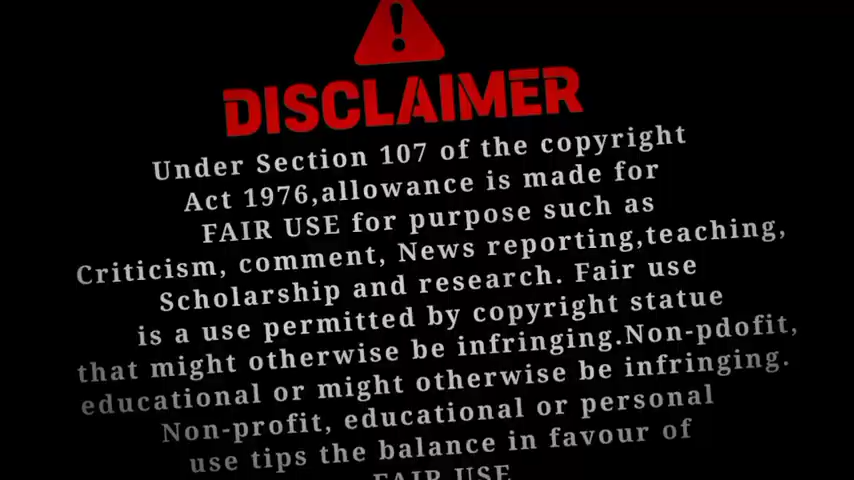 DISCLAIMER
Under Section 107 of the copyright
Act 1976,allowance is made for
FAIR USE for purpose such as
Criticism, comment, News reporting,teaching,
Scholarship and research. Fair use
is a use permitted by copyright statue
that might otherwise be infringing.Non-pdofit,
educational or might otherwise be infringing.
Non-profit, educational or personal
use tips the balance in favour of
FAIR USE